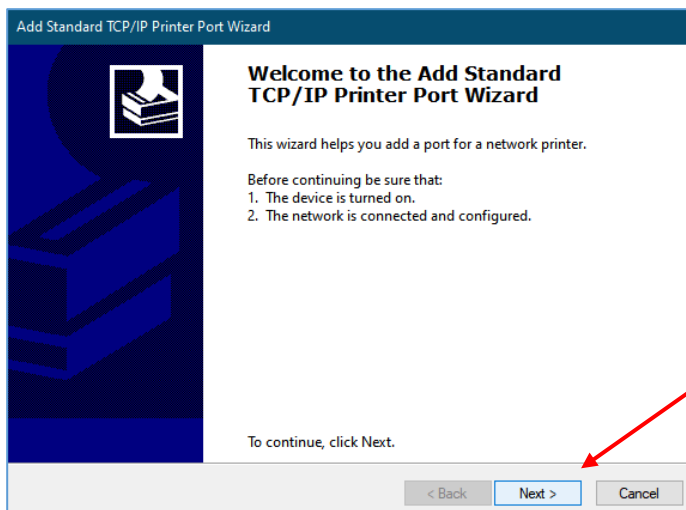 Add Standard TCP/IP Printer Port Wizard
Welcome to the Add Standard
TCP/IP Printer Port Wizard
This wizard helps you add a port for a network printer.
Before continuing be sure that:
1. The device is turned on.
2. The network is connected and configured.
To continue, click Next.
< Back Next > Cancel